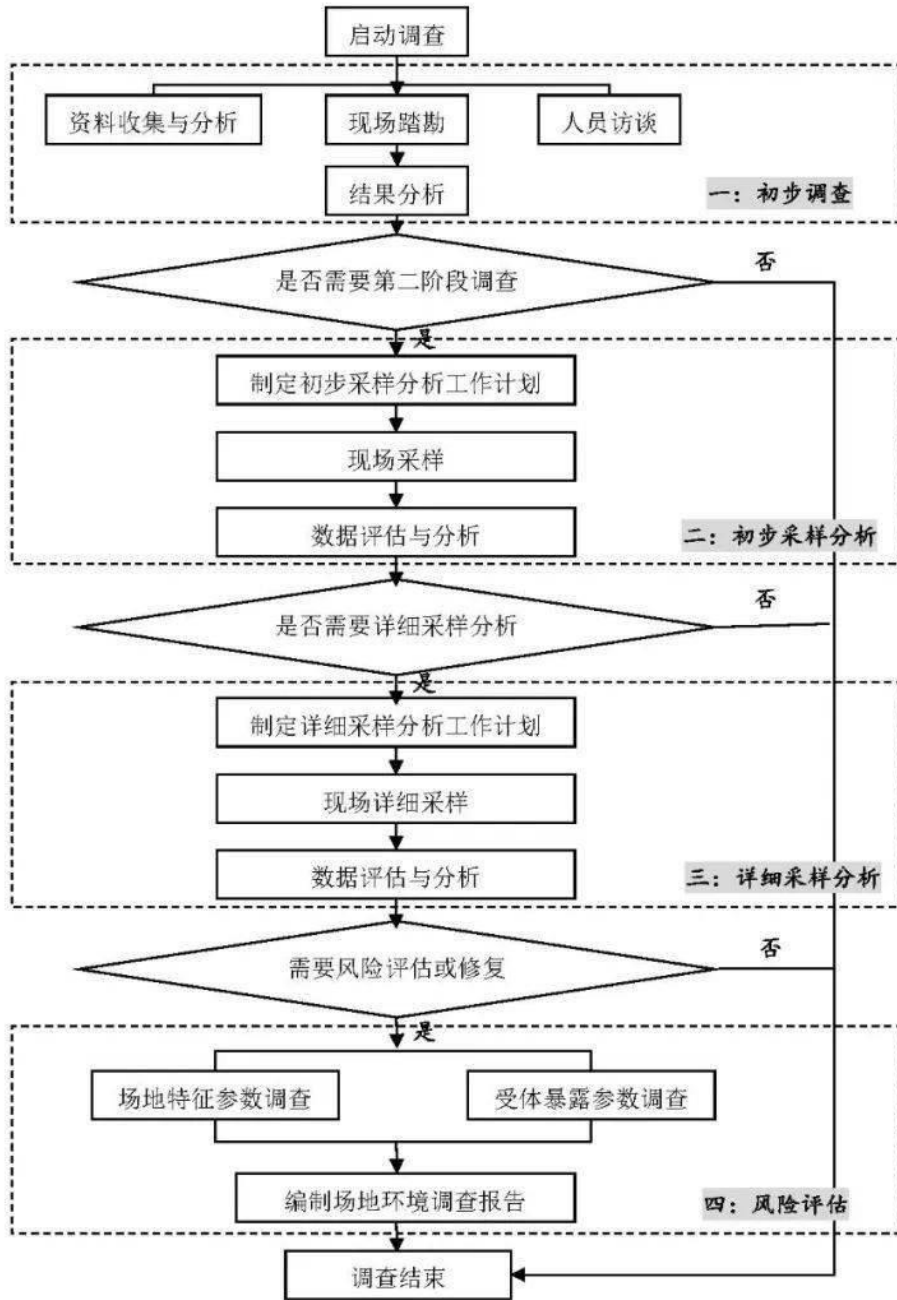 启动调查
资料收集与分析
现场踏勘
人员访谈
结果分析
一：初步调查
是否需要第二阶段调查
否
是
制定初步采样分析工作计划
现场采样
数据评估与分析
二：初步采样分析
是否需要详细采样分析
否
是
制定详细采样分析工作计划
现场详细采样
数据评估与分析
三：详细采样分析
需要风险评估或修复
否
是
场地特征参数调查
受体暴露参数调查
编制场地环境调查报告
四：风险评估
调查结束